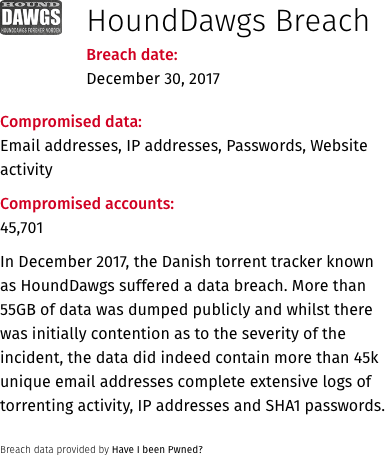 HOUND
DAWGS
HOUNDDAWGS FOREVER NORDIC
HoundDawgs Breach
Breach date:
December 30, 2017
Compromised data:
Email addresses, IP addresses, Passwords, Website
activity
Compromised accounts:
45,701
In December 2017, the Danish torrent tracker known
as HoundDawgs suffered a data breach. More than
55GB of data was dumped publicly and whilst there
was initially contention as to the severity of the
incident, the data did indeed contain more than 45k
unique email addresses complete extensive logs of
torrenting activity, IP addresses and SHA1 passwords.
Breach data provided by Have I been Pwned?